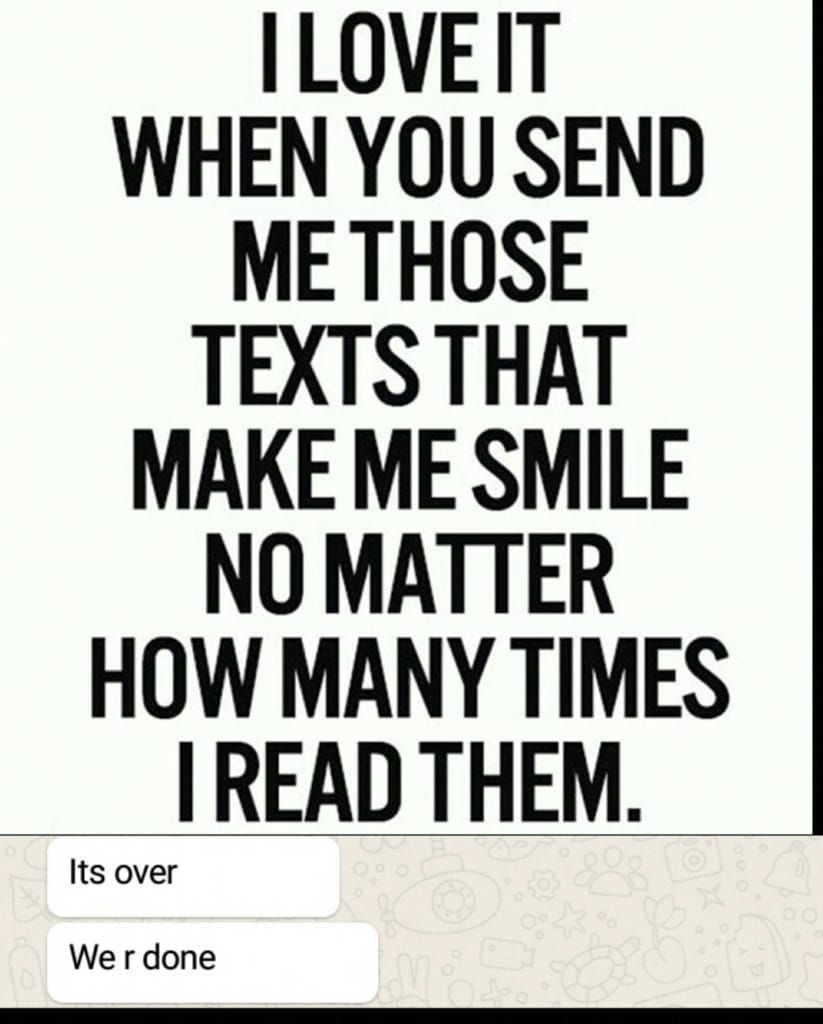 I LOVE IT
WHEN YOU SEND
ME THOSE
TEXTS THAT
MAKE ME SMILE
NO MATTER
HOW MANY TIMES
I READ THEM.
Its over
We r done